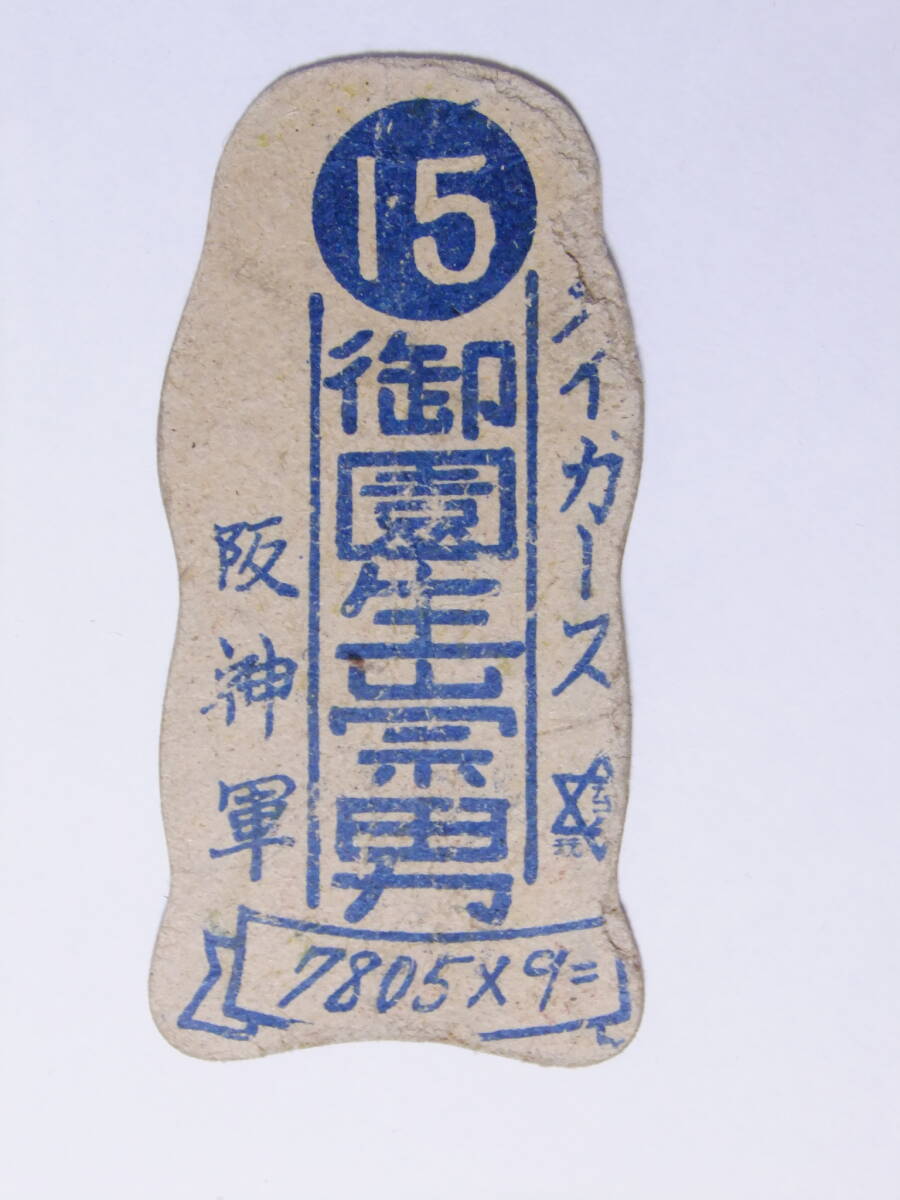 15
タイガース
御園生崇男
阪神軍
7805×9=